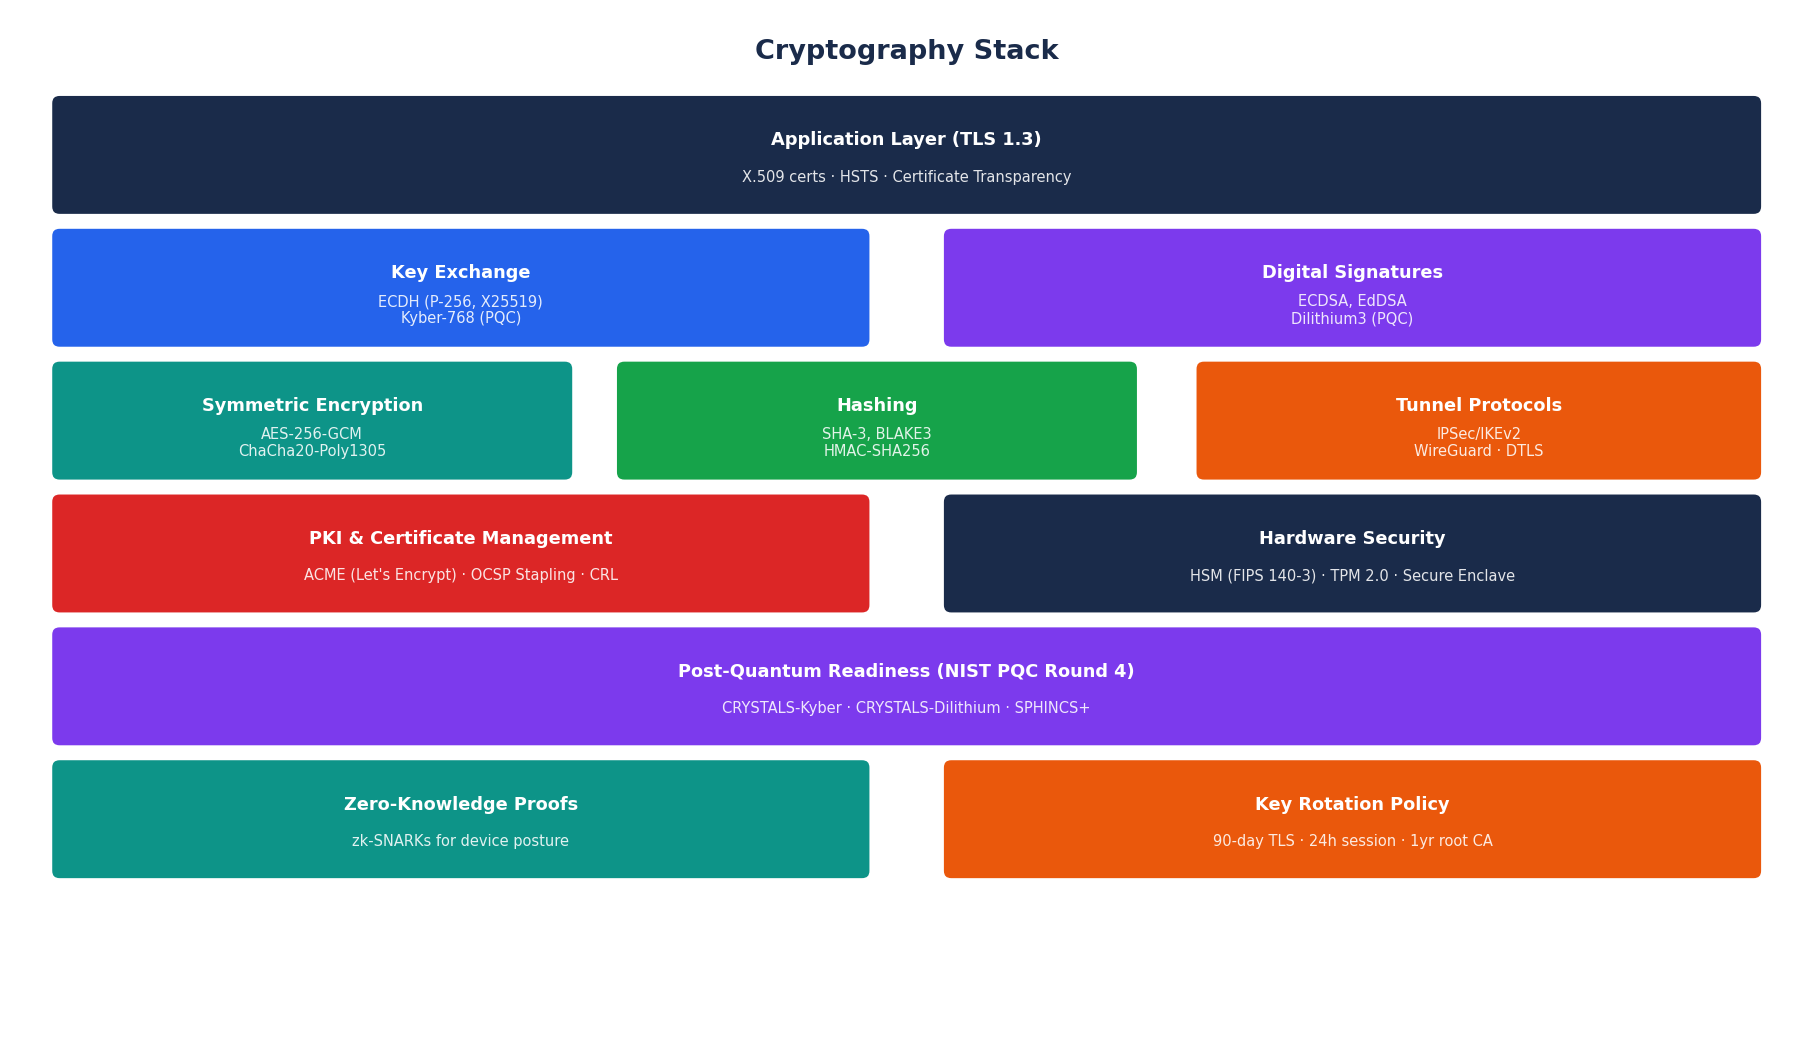 Cryptography Stack
Application Layer (TLS 1.3)
X.509 certs · HSTS · Certificate Transparency
Key Exchange
ECDH (P-256, X25519)
Kyber-768 (PQC)
Digital Signatures
ECDSA, EdDSA
Dilithium3 (PQC)
Symmetric Encryption
AES-256-GCM
ChaCha20-Poly1305
Hashing
SHA-3, BLAKE3
HMAC-SHA256
Tunnel Protocols
IPSec/IKEv2
WireGuard · DTLS
PKI & Certificate Management
ACME (Let's Encrypt) · OCSP Stapling · CRL
Hardware Security
HSM (FIPS 140-3) · TPM 2.0 · Secure Enclave
Post-Quantum Readiness (NIST PQC Round 4)
CRYSTALS-Kyber · CRYSTALS-Dilithium · SPHINCS+
Zero-Knowledge Proofs
zk-SNARKs for device posture
Key Rotation Policy
90-day TLS · 24h session · 1yr root CA